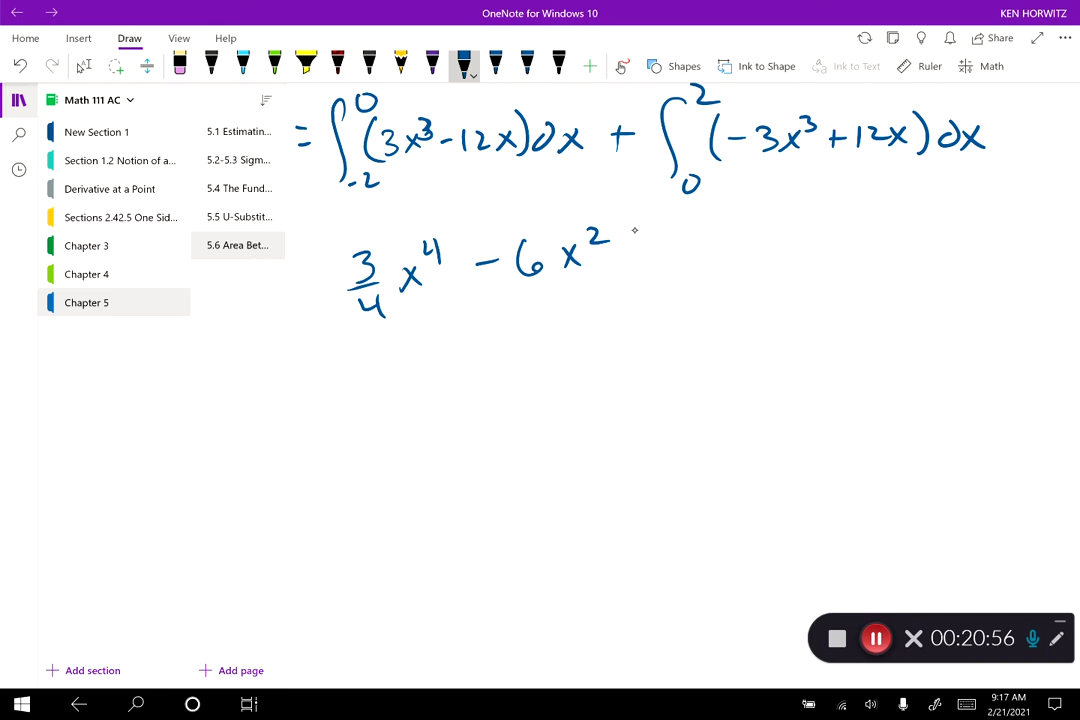 OneNote for Windows 10
KEN HORWITZ
Home Insert Draw View Help
Share
Shapes Ink to Shape Ink to Text Ruler Math
Math 111 AC
New Section 1
Section 1.2 Notion of a...
Derivative at a Point
Sections 2.42.5 One Sid...
Chapter 3
Chapter 4
Chapter 5
5.1 Estimatin...
5.2-5.3 Sigm...
5.4 The Fund...
5.5 U-Substit...
5.6 Area Bet...
= ∫_{-2}^{0} (3x³-12x)dx + ∫_{0}^{2} (-3x³+12x)dx
3/4 x⁴ - 6x²
00:20:56
Add section
Add page
9:17 AM
2/21/2021